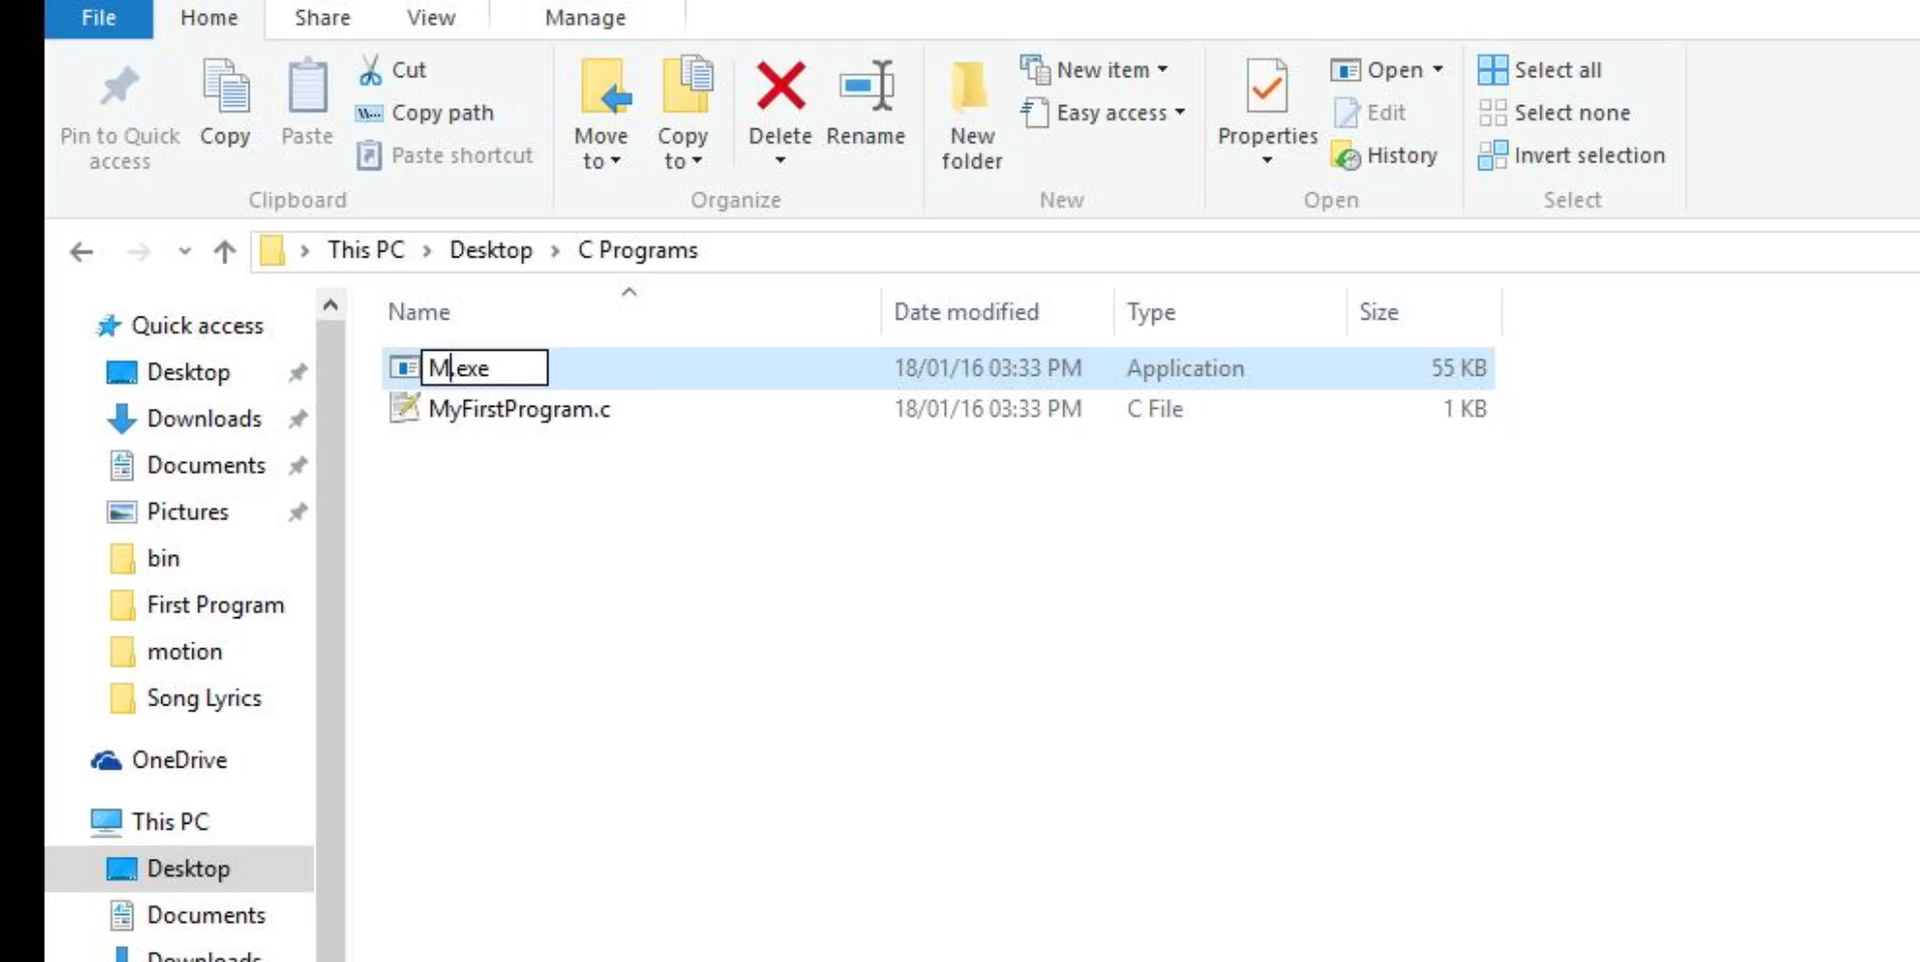 File Home Share View Manage
Pin to Quick access
Copy
Paste
Cut
Copy path
Paste shortcut
Clipboard
Move to
Copy to
Delete
Rename
Organize
New folder
New item
Easy access
New
Properties
Open
Edit
History
Open
Select all
Select none
Invert selection
Select
This PC > Desktop > C Programs
Quick access
Desktop
Downloads
Documents
Pictures
bin
First Program
motion
Song Lyrics
OneDrive
This PC
Desktop
Documents
Downloads
Name Date modified Type Size
M.exe 18/01/16 03:33 PM Application 55 KB
MyFirstProgram.c 18/01/16 03:33 PM C File 1 KB